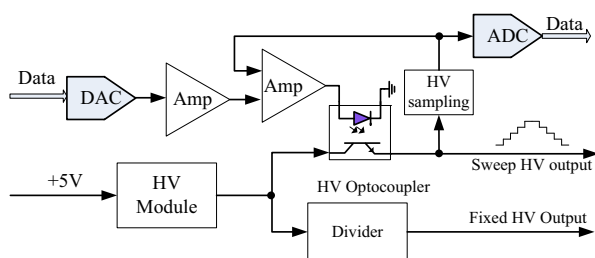 Data
ADC
Data
DAC
Amp
Amp
HV
sampling
Sweep HV output
+5V
HV
Module
HV Optocoupler
Divider
Fixed HV Output